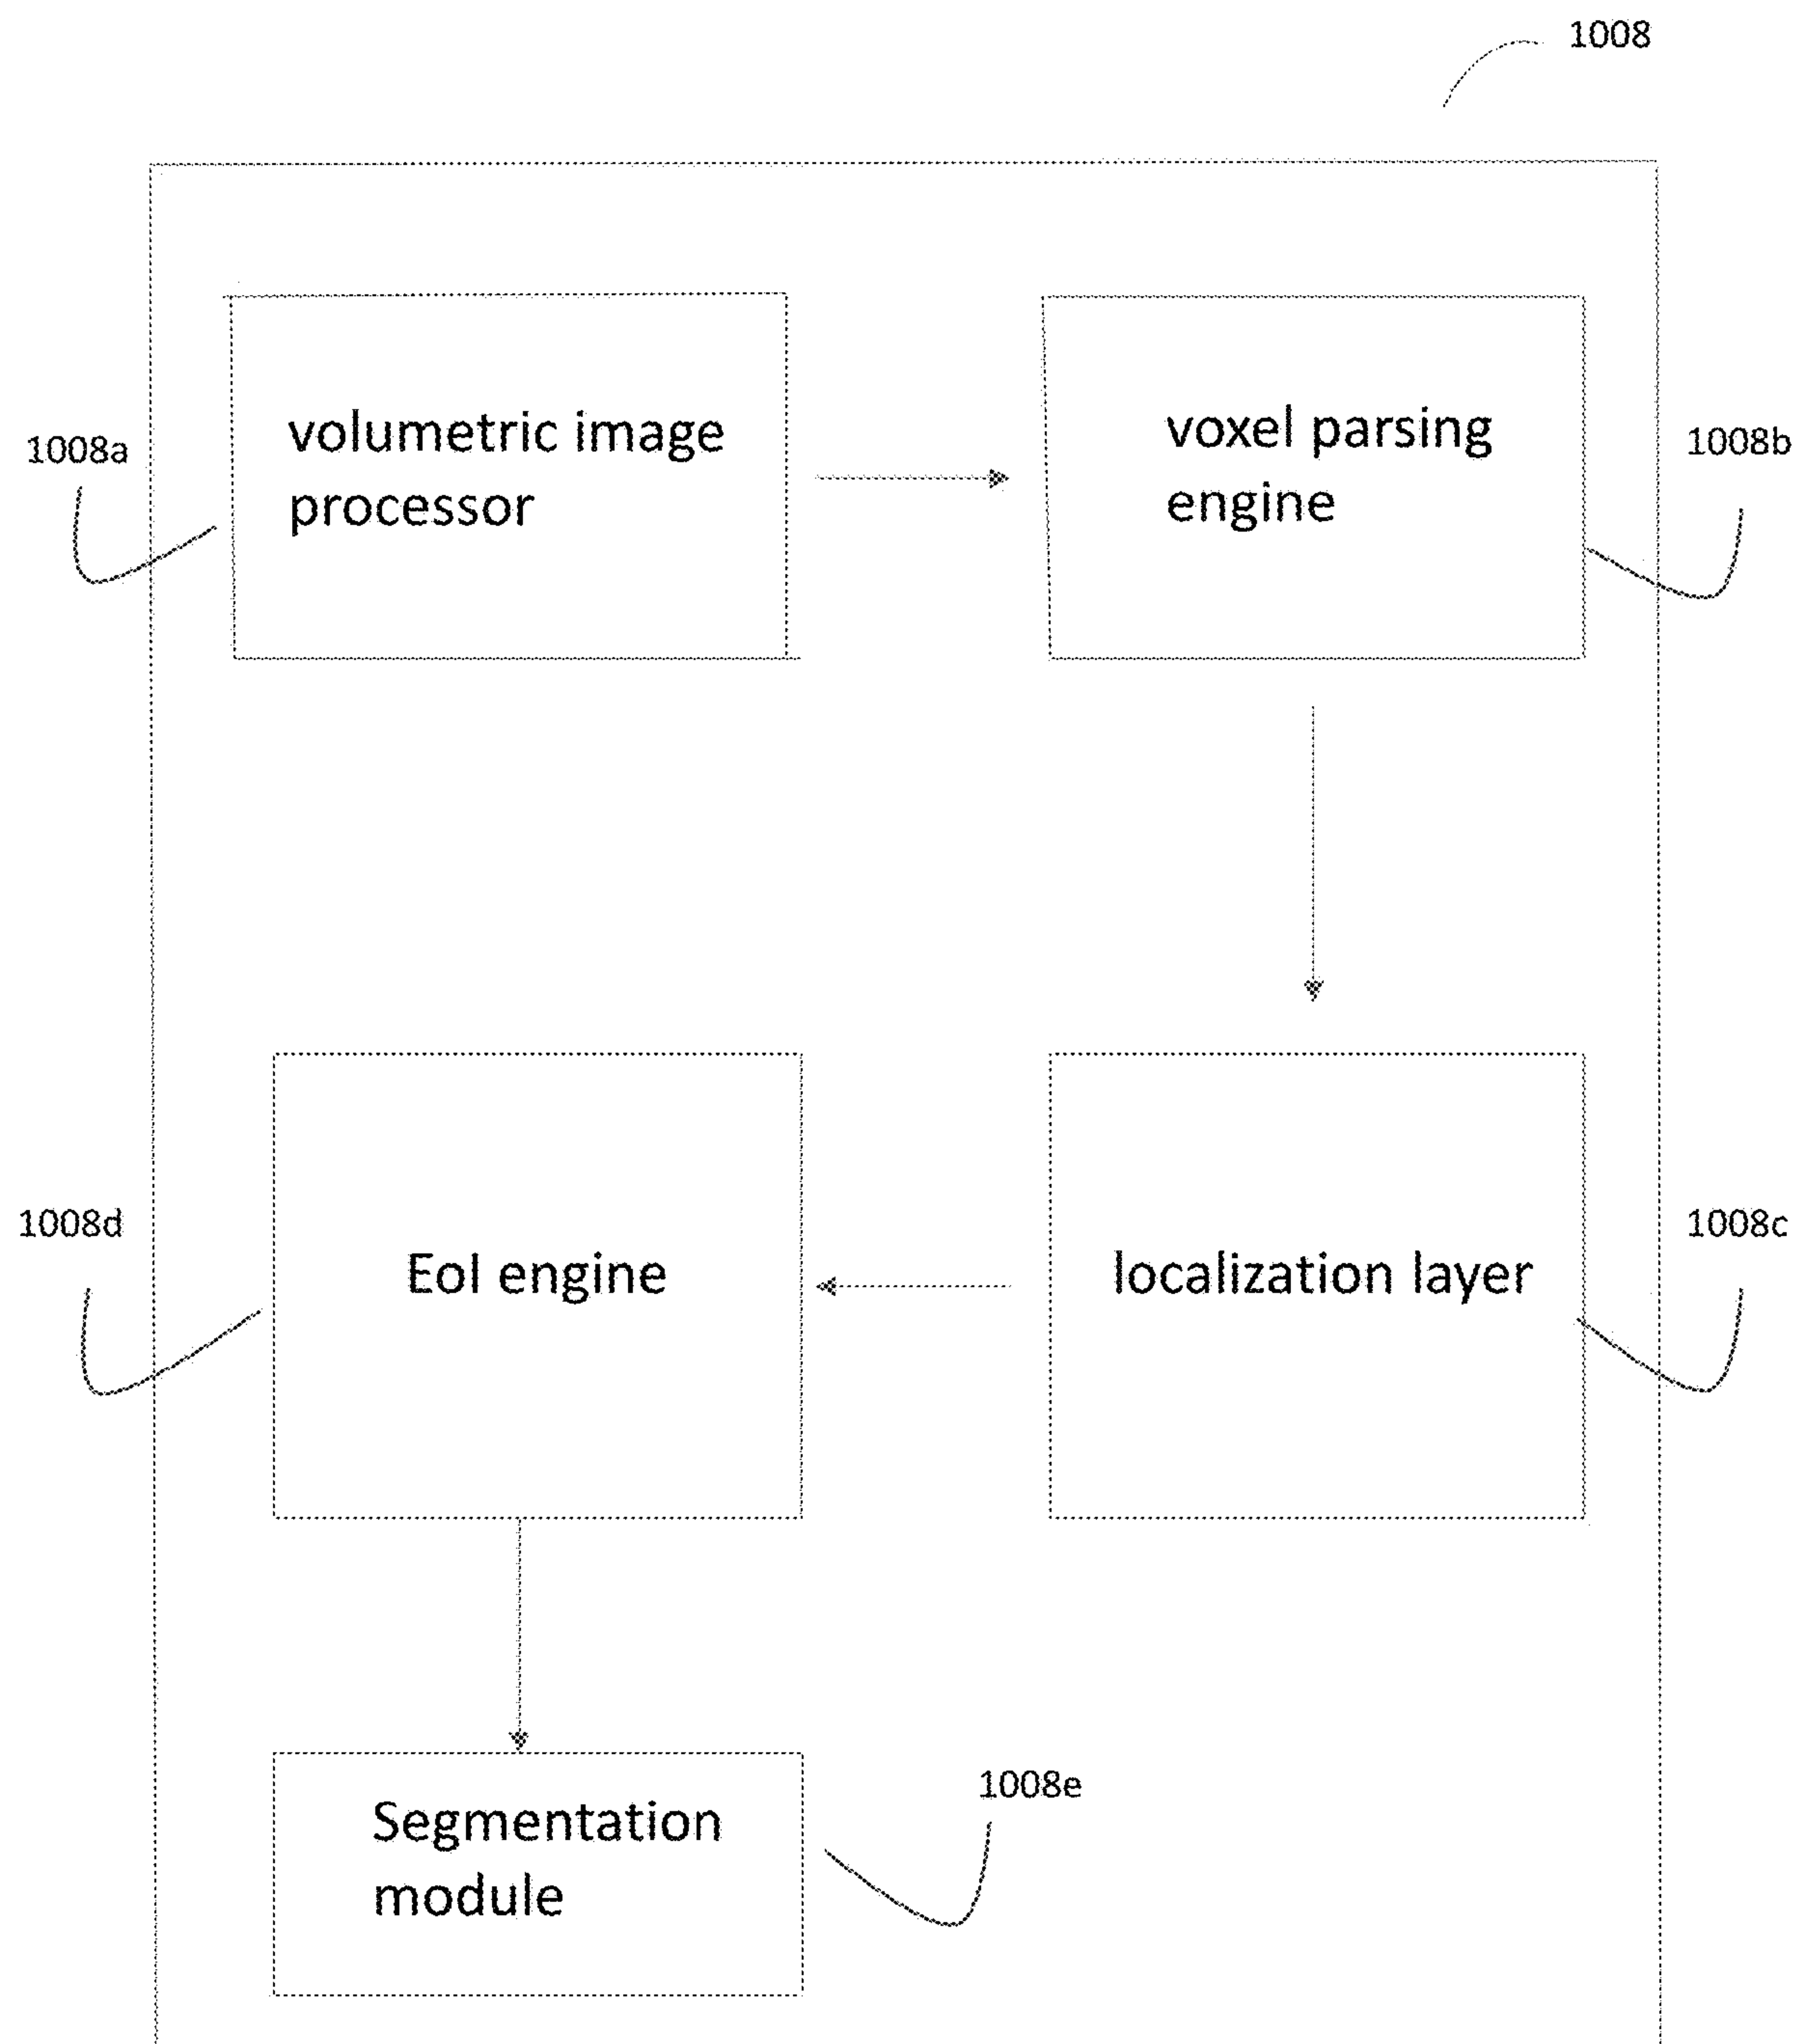 1008
volumetric image
processor
voxel parsing
engine
1008a
1008b
EoI engine
localization layer
1008d
1008c
Segmentation
module
1008e